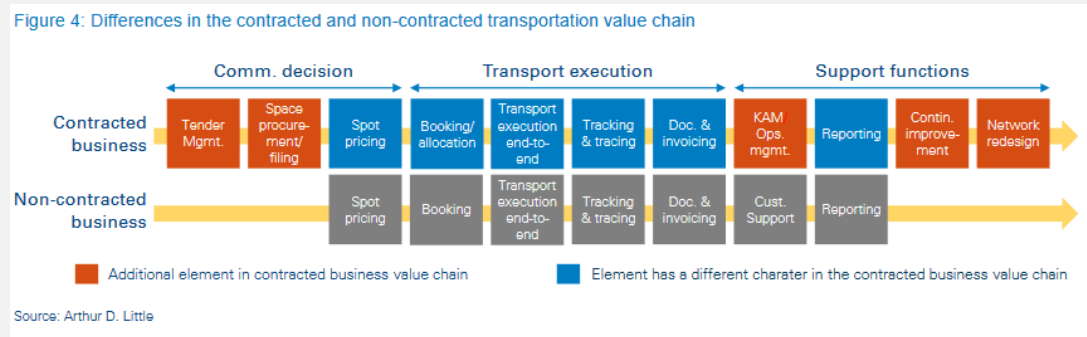 Figure 4: Differences in the contracted and non-contracted transportation value chain
Comm. decision
Transport execution
Support functions
Contracted
business
Tender
Mgmt.
Space
procure-
ment/
filing
Spot
pricing
Booking/
allocation
Transport
execution
end-to-
end
Tracking
& tracing
Doc. &
invoicing
KAM/
Ops.
mgmt.
Reporting
Contin.
improve-
ment
Network
redesign
Non-contracted
business
Spot
pricing
Booking
Transport
execution
end-to-
end
Tracking
& tracing
Doc. &
invoicing
Cust.
Support
Reporting
Additional element in contracted business value chain
Element has a different charater in the contracted business value chain
Source: Arthur D. Little